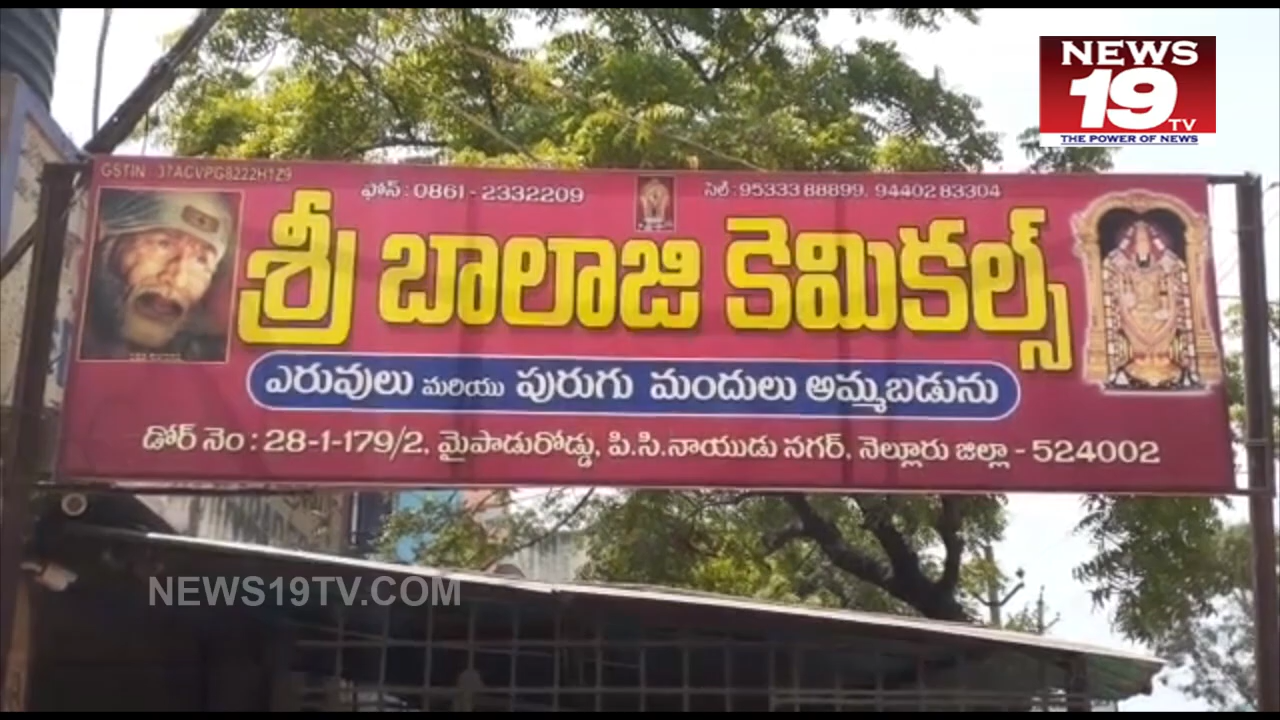 NEWS
19
TV
THE POWER OF NEWS
GSTIN 37ACVPG8222H1Z9
ఫోన్ : 0861 - 2332209
సెల్ : 95333 88899, 94402 83304
శ్రీ బాలాజి కెమికల్స్
ఎరువులు మరియు పురుగు మందులు అమ్మబడును
డోర్ నెం : 28-1-179/2, మైపాడురోడ్డు, పి.సి.నాయుడు నగర్, నెల్లూరు జిల్లా - 524002
NEWS19TV.COM